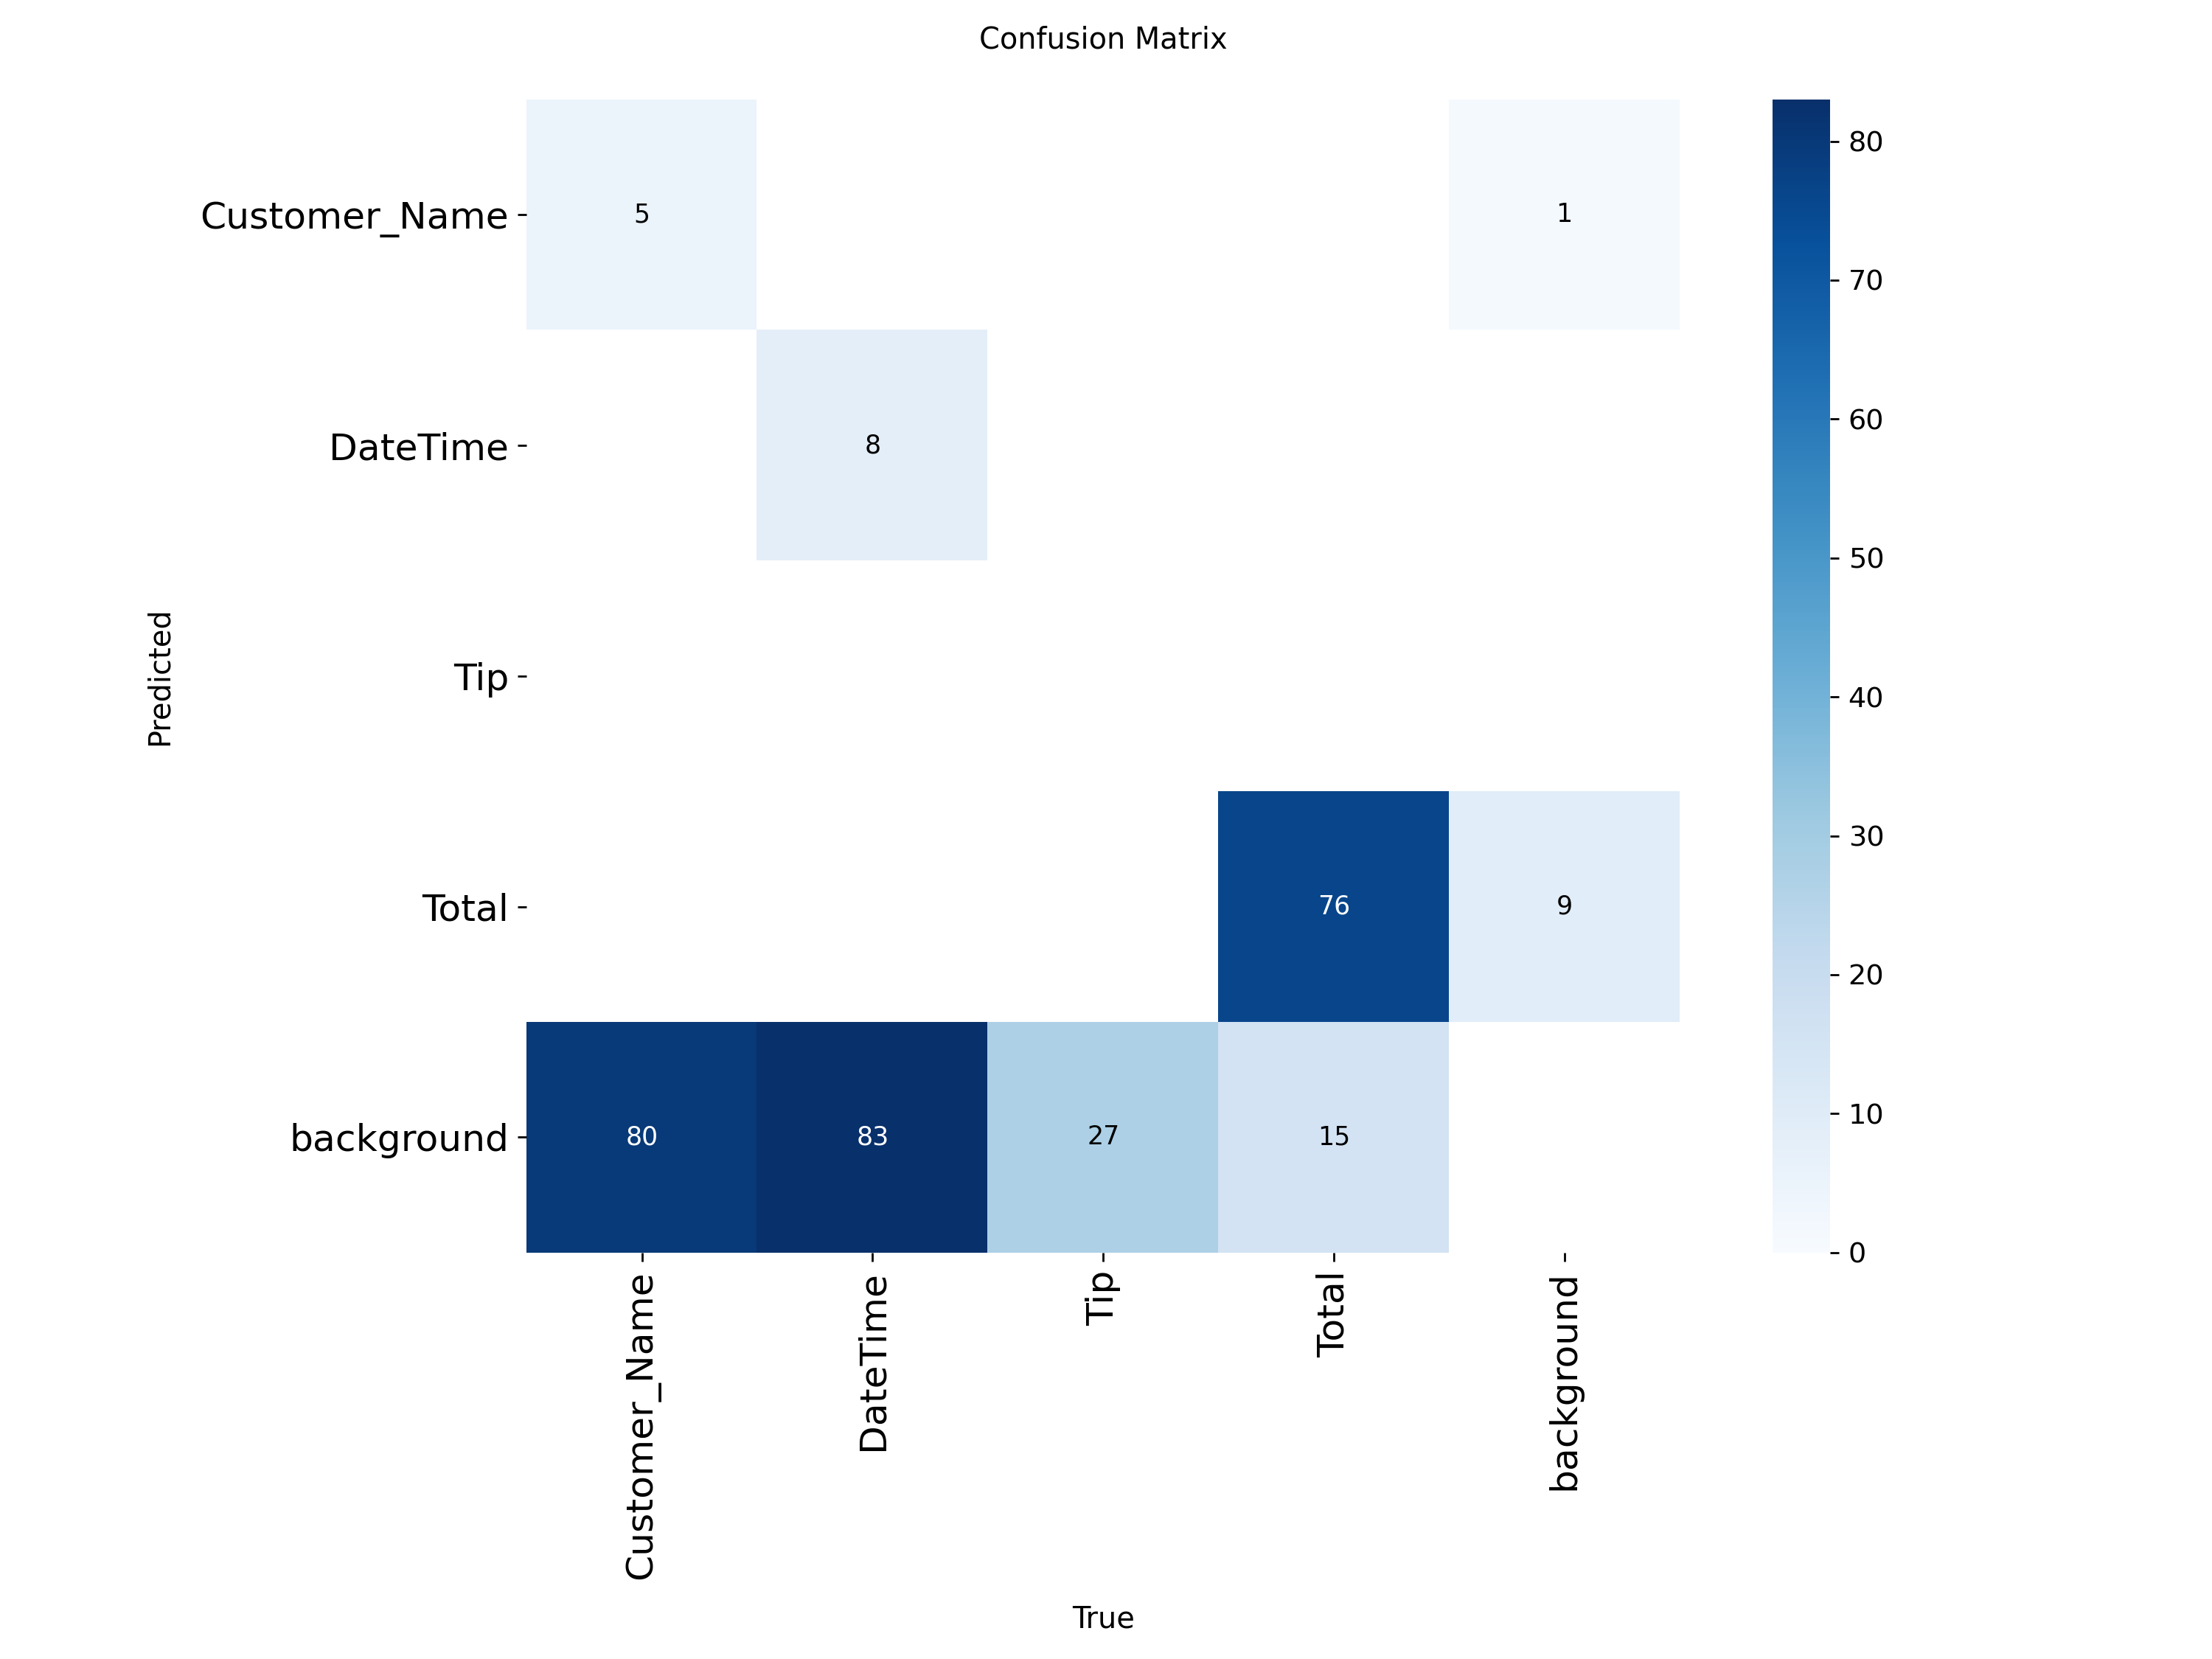 Confusion Matrix
Customer_Name
5
1
DateTime
8
Tip
Total
76
9
background
80
83
27
15
Predicted
Customer_Name
DateTime
Tip
Total
background
True
80
70
60
50
40
30
20
10
0